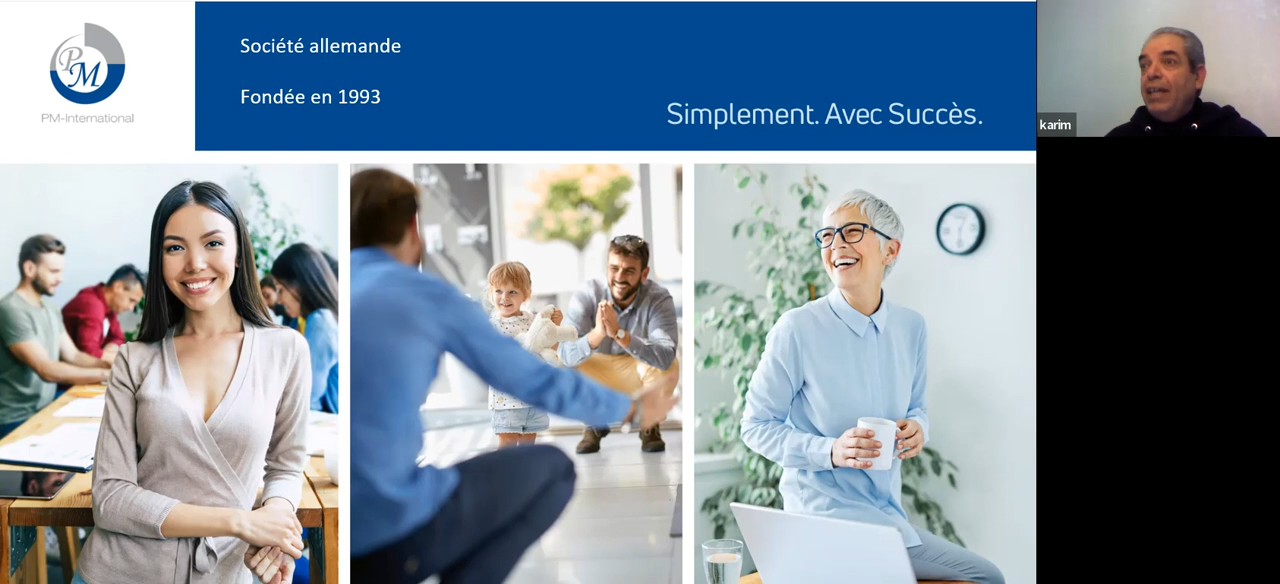 PM
PM-International
Société allemande
Fondée en 1993
Simplement. Avec Succès.
karim